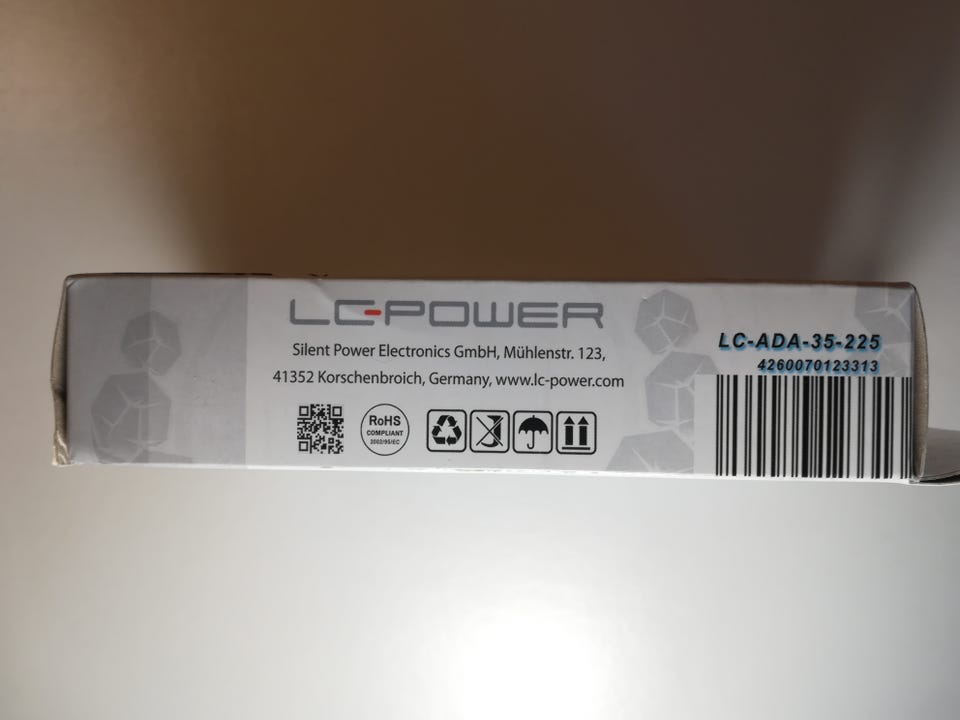 LC-POWER
Silent Power Electronics GmbH, Mühlenstr. 123,
41352 Korschenbroich, Germany, www.lc-power.com
RoHS
COMPLIANT
2002/95/EC
LC-ADA-35-225
4260070123313